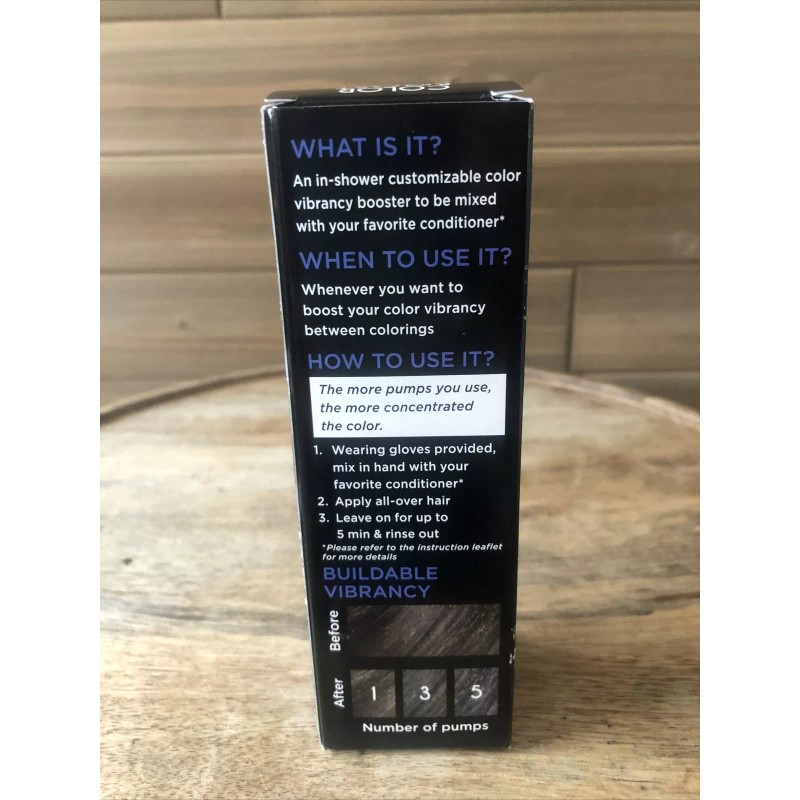 COLOR
WHAT IS IT?
An in-shower customizable color
vibrancy booster to be mixed
with your favorite conditioner*
WHEN TO USE IT?
Whenever you want to
boost your color vibrancy
between colorings
HOW TO USE IT?
The more pumps you use,
the more concentrated
the color.
1. Wearing gloves provided,
mix in hand with your
favorite conditioner*
2. Apply all-over hair
3. Leave on for up to
5 min & rinse out
*Please refer to the instruction leaflet
for more details
BUILDABLE
VIBRANCY
Before
After
1 3 5
Number of pumps